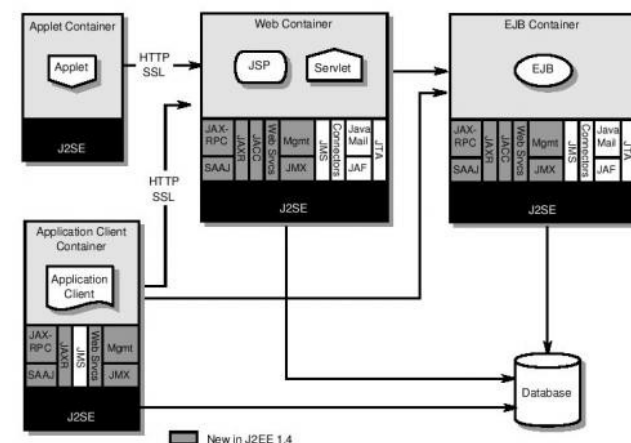 Applet Container
Applet
J2SE
HTTP
SSL
Web Container
JSP
Servlet
JAX-
RPC
SAAJ
JAXR
JACC
Web Srvcs
Mgmt
JMX
JMS
Connectors
Java
Mail
JAF
JTA
J2SE
EJB Container
EJB
JAX-
RPC
SAAJ
JAXR
JACC
Web Srvcs
Mgmt
JMX
JMS
Connectors
Java
Mail
JAF
JTA
J2SE
HTTP
SSL
Application Client
Container
Application
Client
JAX-
RPC
SAAJ
JAXR
JMS
Web Srvcs
Mgmt
JMX
J2SE
Database
New in J2EE 1.4